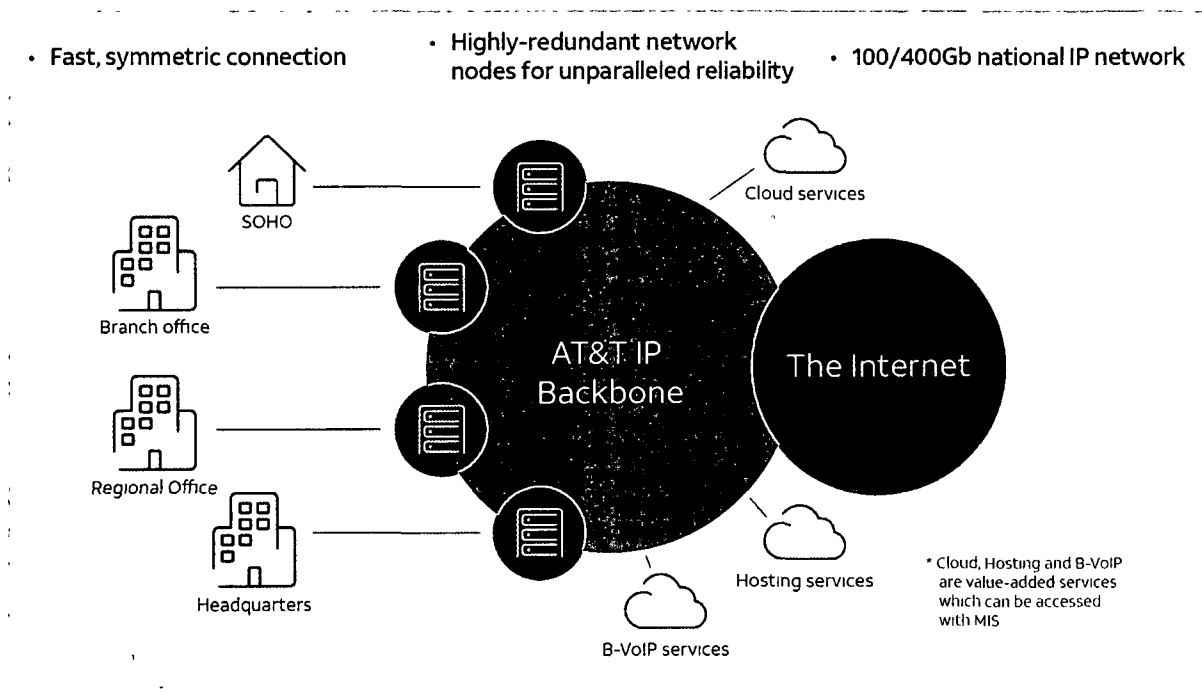 • Fast, symmetric connection
• Highly-redundant network
nodes for unparalleled reliability
• 100/400Gb national IP network
SOHO
Cloud services
Branch office
AT&T IP
Backbone
The Internet
Regional Office
Headquarters
Hosting services
B-VoIP services
* Cloud, Hosting and B-VoIP
are value-added services
which can be accessed
with MIS